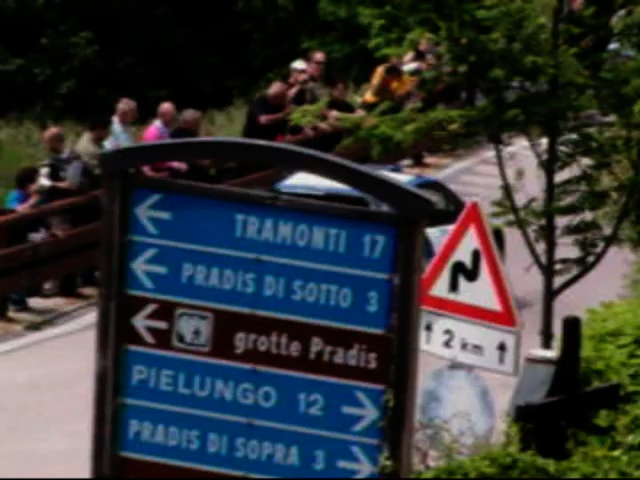 TRAMONTI 17
PRADIS DI SOTTO 3
grotte Pradis
PIELUNGO 12
PRADIS DI SOPRA 3
2 km